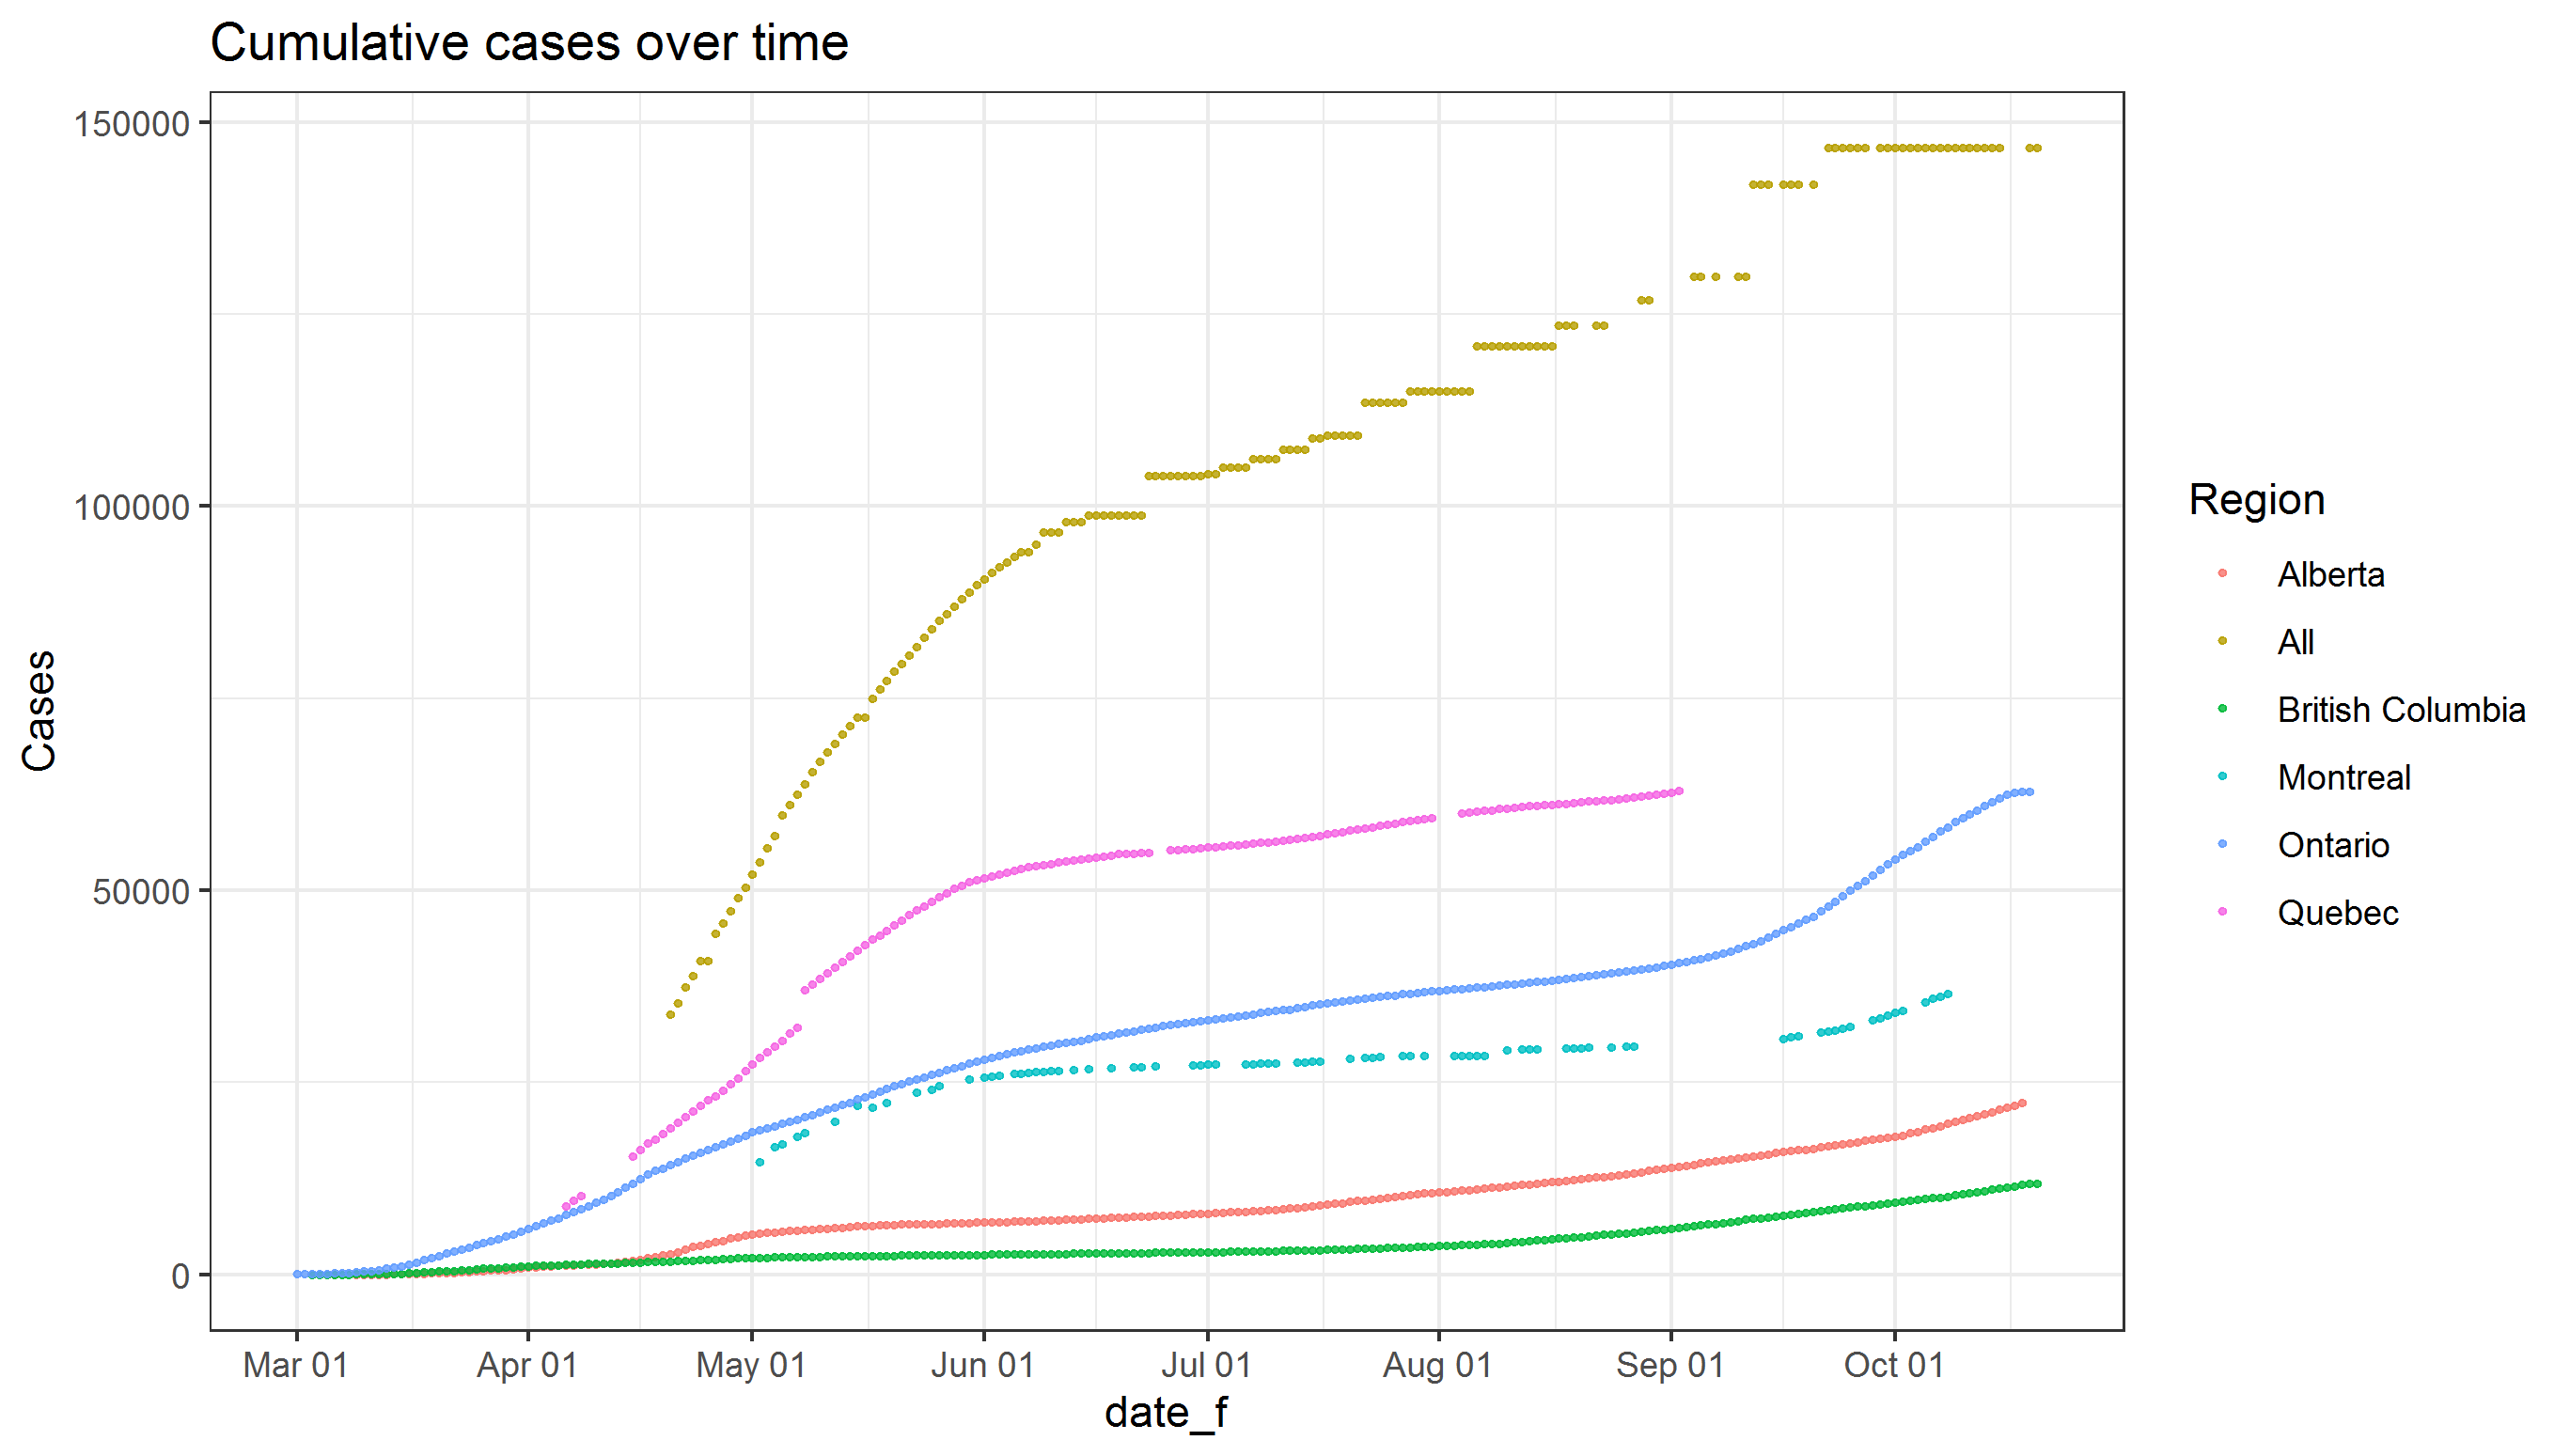 Cumulative cases over time
150000
100000
50000
0
Cases
Mar 01 Apr 01 May 01 Jun 01 Jul 01 Aug 01 Sep 01 Oct 01
date_f
Region
Alberta
All
British Columbia
Montreal
Ontario
Quebec